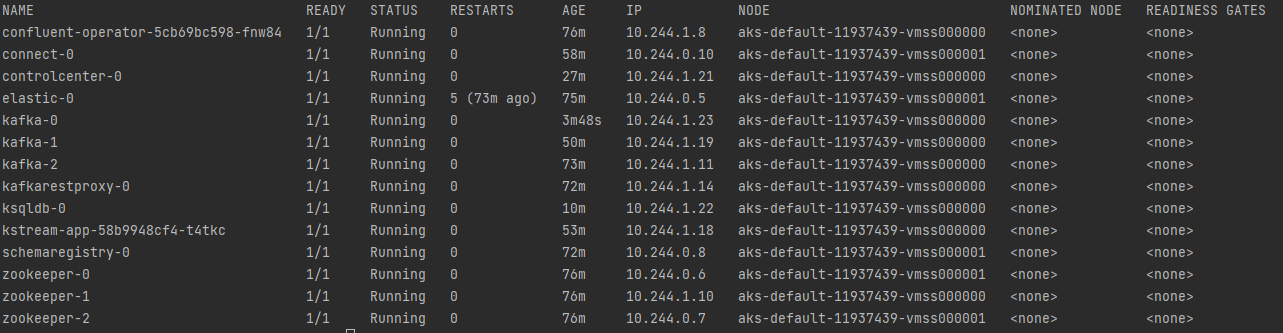 NAME READY STATUS RESTARTS AGE IP NODE NOMINATED NODE READINESS GATES
confluent-operator-5cb69bc598-fnw84 1/1 Running 0 76m 10.244.1.8 aks-default-11937439-vmss000000 <none> <none>
connect-0 1/1 Running 0 58m 10.244.0.10 aks-default-11937439-vmss000001 <none> <none>
controlcenter-0 1/1 Running 0 27m 10.244.1.21 aks-default-11937439-vmss000000 <none> <none>
elastic-0 1/1 Running 5 (73m ago) 75m 10.244.0.5 aks-default-11937439-vmss000001 <none> <none>
kafka-0 1/1 Running 0 3m48s 10.244.1.23 aks-default-11937439-vmss000000 <none> <none>
kafka-1 1/1 Running 0 50m 10.244.1.19 aks-default-11937439-vmss000000 <none> <none>
kafka-2 1/1 Running 0 73m 10.244.1.11 aks-default-11937439-vmss000000 <none> <none>
kafkarestproxy-0 1/1 Running 0 72m 10.244.1.14 aks-default-11937439-vmss000000 <none> <none>
ksqldb-0 1/1 Running 0 10m 10.244.1.22 aks-default-11937439-vmss000000 <none> <none>
kstream-app-58b9948cf4-t4tkc 1/1 Running 0 53m 10.244.1.18 aks-default-11937439-vmss000000 <none> <none>
schemaregistry-0 1/1 Running 0 72m 10.244.0.8 aks-default-11937439-vmss000001 <none> <none>
zookeeper-0 1/1 Running 0 76m 10.244.0.6 aks-default-11937439-vmss000001 <none> <none>
zookeeper-1 1/1 Running 0 76m 10.244.1.10 aks-default-11937439-vmss000000 <none> <none>
zookeeper-2 1/1 Running 0 76m 10.244.0.7 aks-default-11937439-vmss000001 <none> <none>